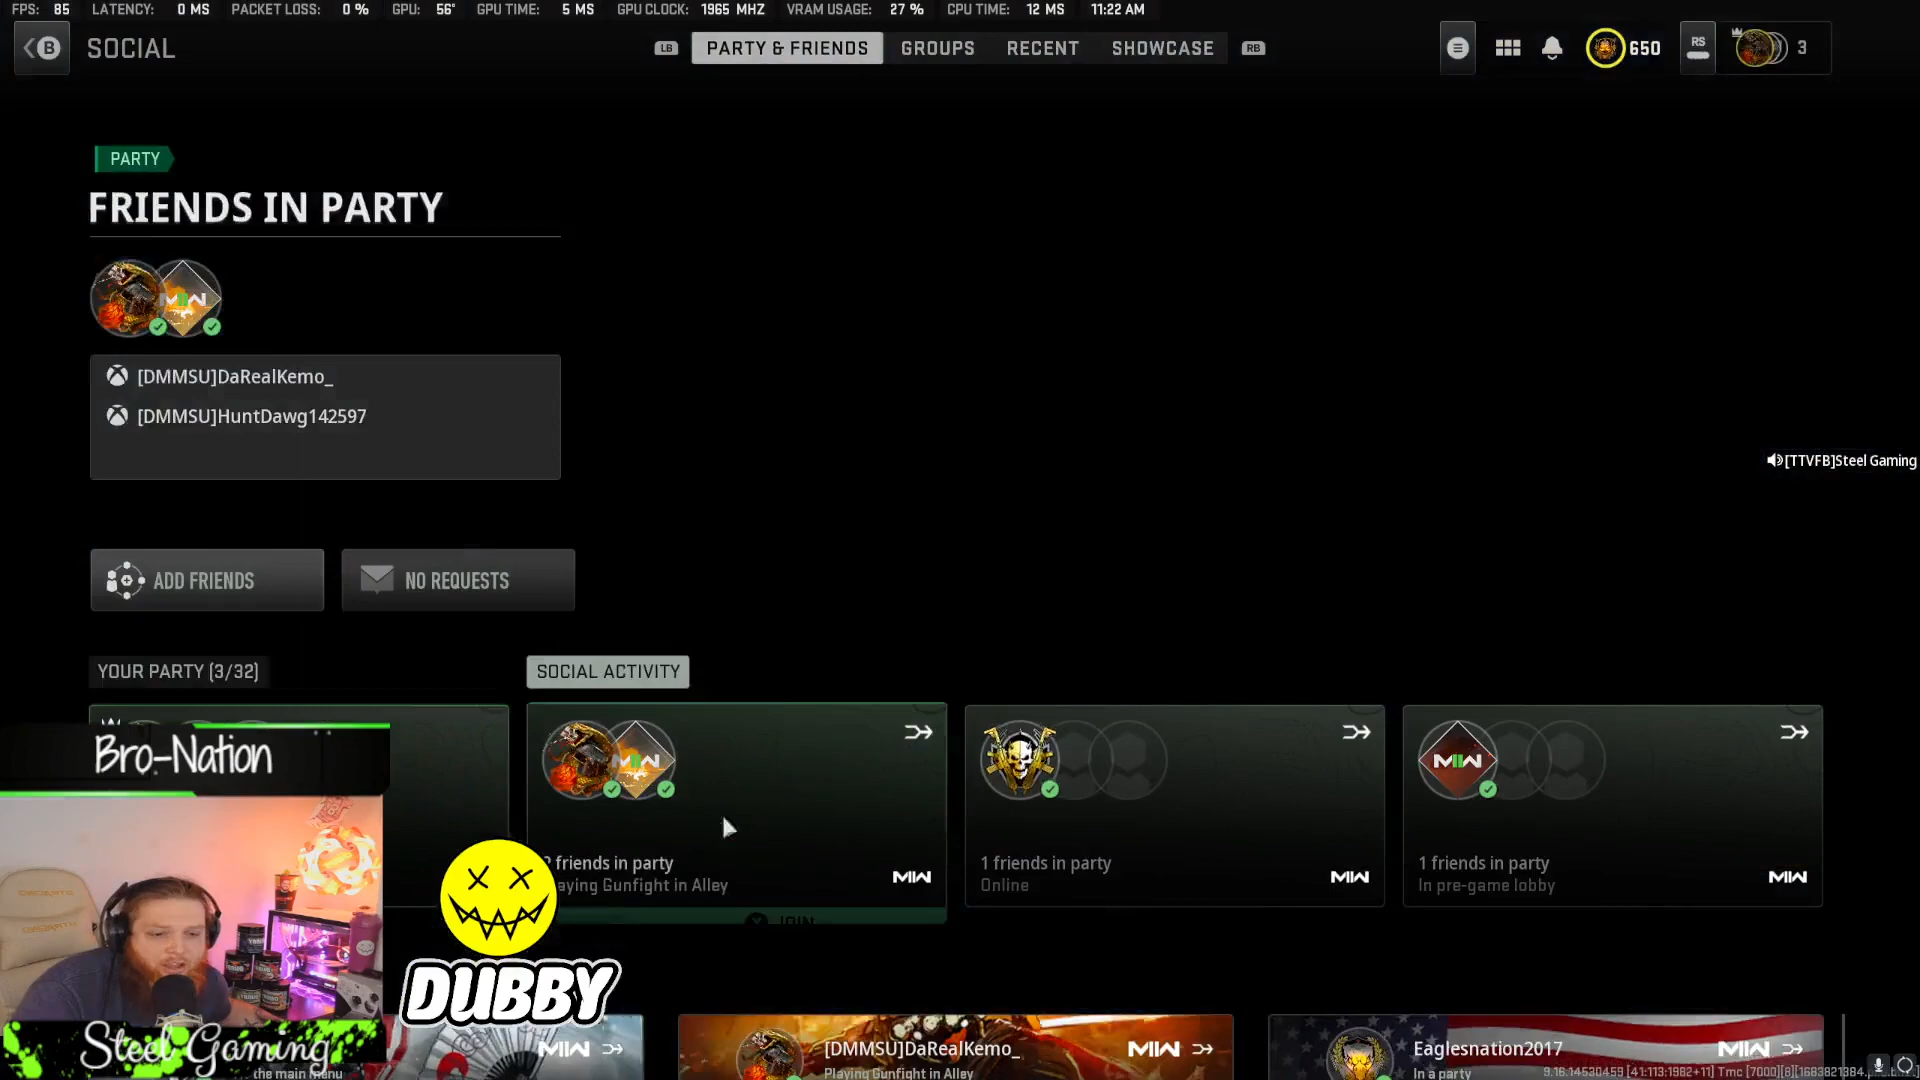 FPS: 85 LATENCY: 0 MS PACKET LOSS: 0 % GPU: 56° GPU TIME: 5 MS GPU CLOCK: 1965 MHZ VRAM USAGE: 27 % CPU TIME: 12 MS 11:22 AM
B SOCIAL LB PARTY & FRIENDS GROUPS RECENT SHOWCASE RB 650 RS 3
PARTY
FRIENDS IN PARTY
[DMMSU]DaRealKemo_
[DMMSU]HuntDawg142597
[TTVFB]Steel Gaming
ADD FRIENDS NO REQUESTS
YOUR PARTY (3/32) SOCIAL ACTIVITY
Bro-Nation
friends in party 1 friends in party 1 friends in party
aying Gunfight in Alley MW Online MW In pre-game lobby MW
JOIN
DUBBY
Steel Gaming
MW [DMMSU]DaRealKemo_ MW Eaglesnation2017 MW
the main menu Playing Gunfight in Alley In a party